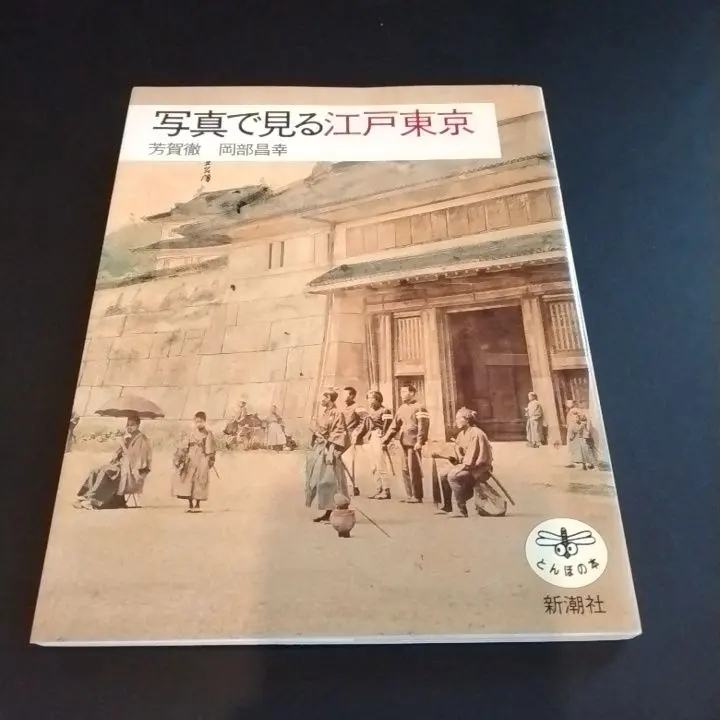 写真で見る江戸東京
芳賀徹 岡部昌幸
とんぼの本
新潮社